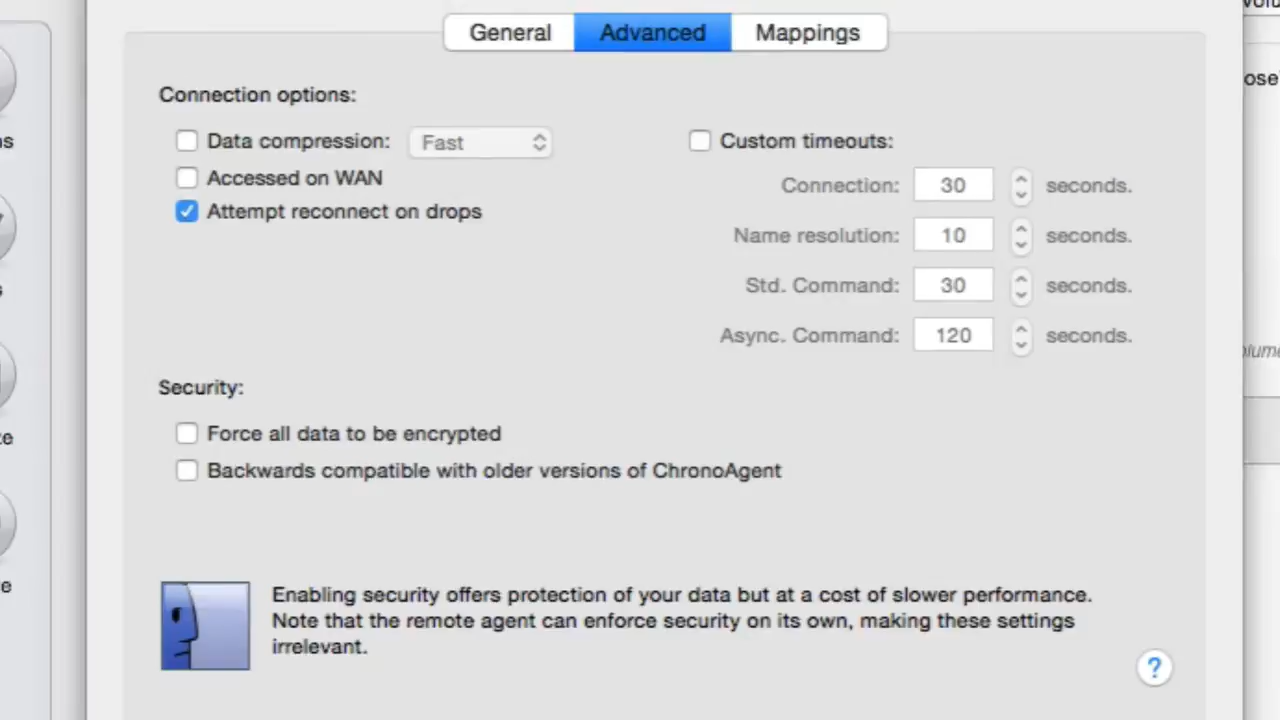 General Advanced Mappings
Connection options:
Data compression: Fast
Custom timeouts:
Accessed on WAN
Attempt reconnect on drops
Connection: 30 seconds.
Name resolution: 10 seconds.
Std. Command: 30 seconds.
Async. Command: 120 seconds.
Security:
Force all data to be encrypted
Backwards compatible with older versions of ChronoAgent
Enabling security offers protection of your data but at a cost of slower performance.
Note that the remote agent can enforce security on its own, making these settings
irrelevant.
?